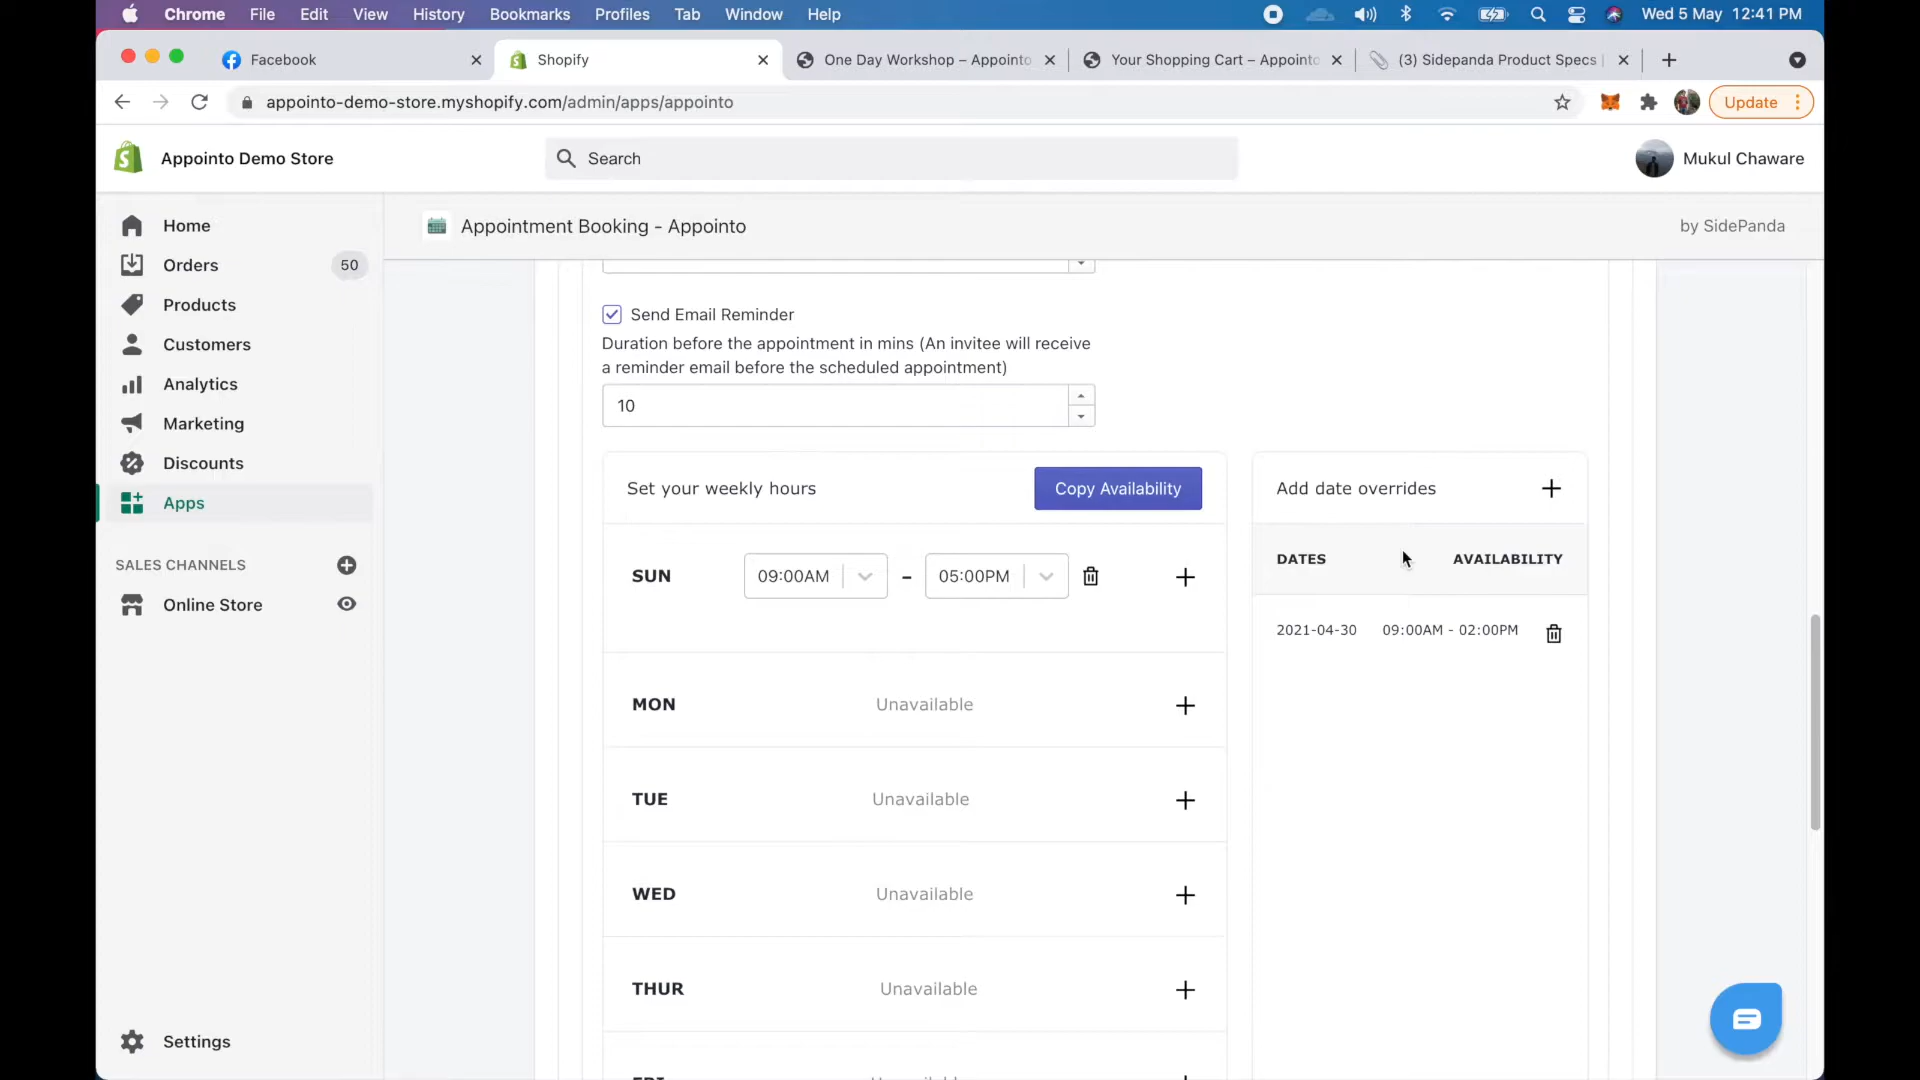 Chrome File Edit View History Bookmarks Profiles Tab Window Help Wed 5 May 12:41 PM
Facebook Shopify One Day Workshop – Appointo Your Shopping Cart – Appointo (3) Sidepanda Product Specs
appointo-demo-store.myshopify.com/admin/apps/appointo Update
Appointo Demo Store Search Mukul Chaware
Home
Orders 50
Products
Customers
Analytics
Marketing
Discounts
Apps
SALES CHANNELS
Online Store
Settings
Appointment Booking - Appointo by SidePanda
Send Email Reminder
Duration before the appointment in mins (An invitee will receive
a reminder email before the scheduled appointment)
10
Set your weekly hours Copy Availability
SUN 09:00AM – 05:00PM
MON Unavailable
TUE Unavailable
WED Unavailable
THUR Unavailable
Add date overrides
DATES AVAILABILITY
2021-04-30 09:00AM - 02:00PM